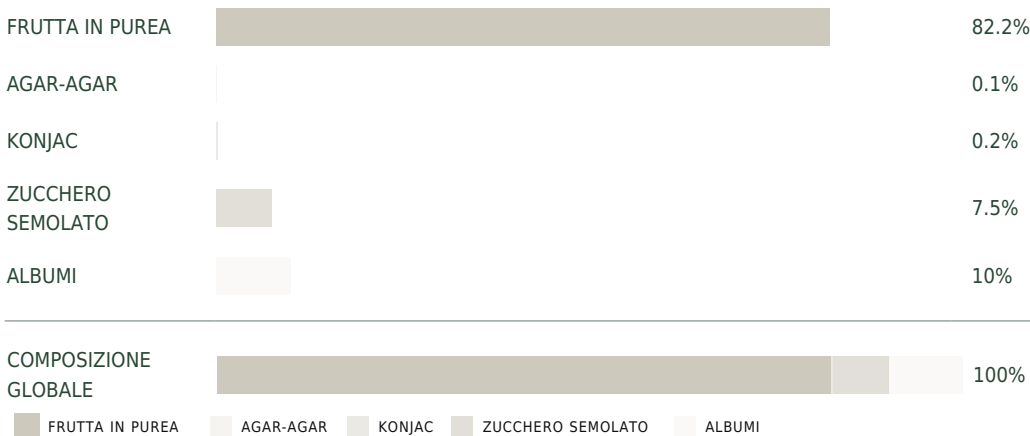 FRUTTA IN PUREA 82.2%
AGAR-AGAR 0.1%
KONJAC 0.2%
ZUCCHERO
SEMOLATO 7.5%
ALBUMI 10%
COMPOSIZIONE
GLOBALE 100%
FRUTTA IN PUREA AGAR-AGAR KONJAC ZUCCHERO SEMOLATO ALBUMI